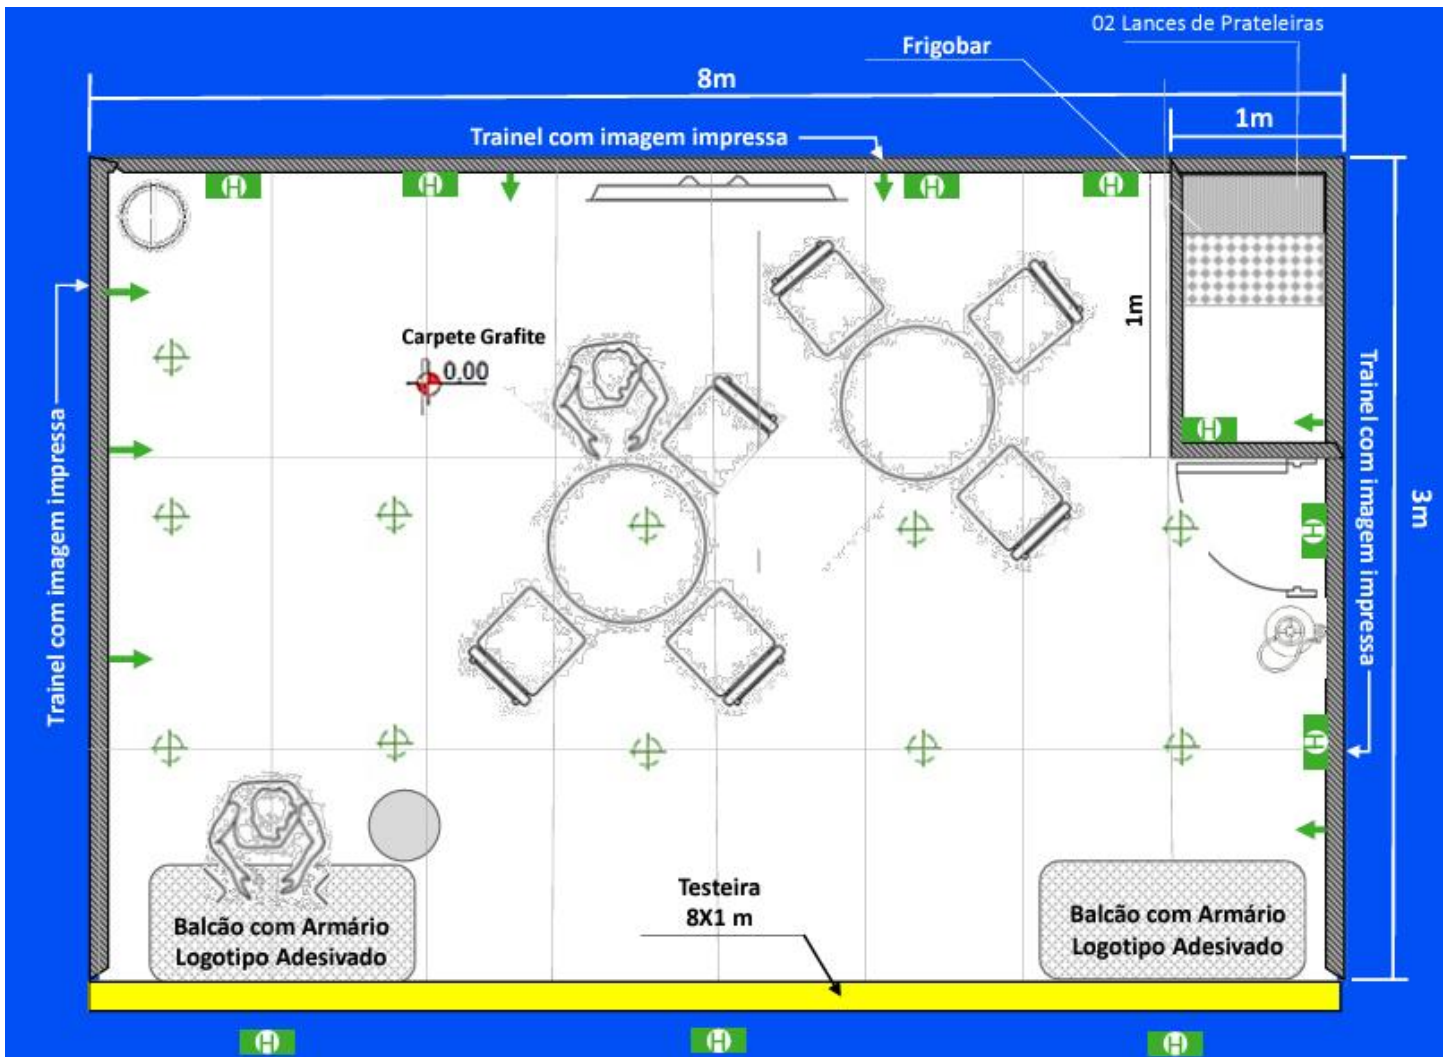 02 Lances de Prateleiras
Frigobar
8m
1m
Trainel com imagem impressa
H
H
H
H
1m
Carpete Grafite
0,00
Trainel com imagem impressa
Trainel com imagem impressa
H
3m
H
H
Testeira
8X1 m
Balcão com Armário
Logotipo Adesivado
Balcão com Armário
Logotipo Adesivado
H
H
H